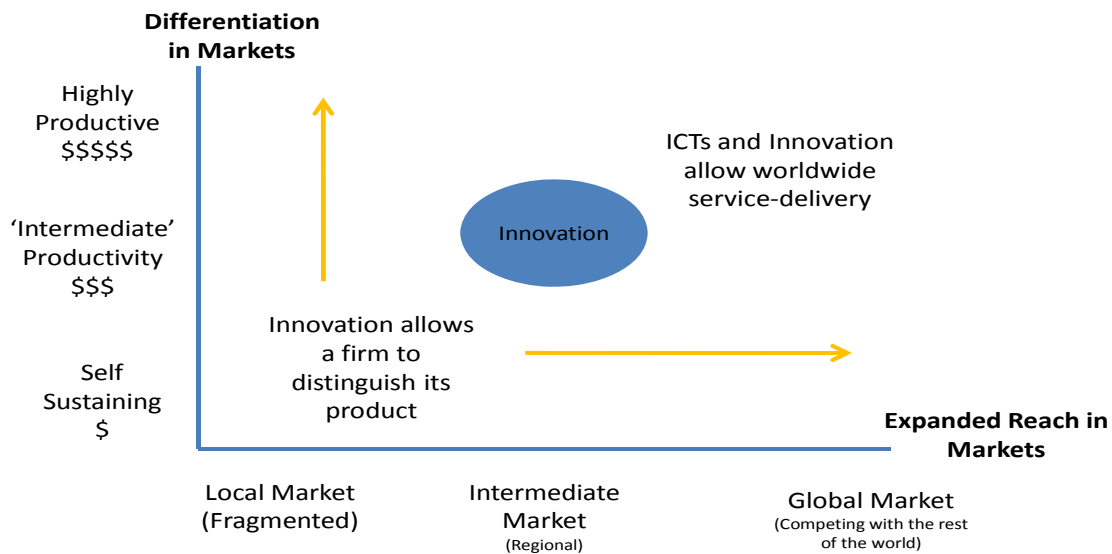 Differentiation
in Markets
Highly
Productive
$$$$$
ICTs and Innovation
allow worldwide
service-delivery
Innovation
‘Intermediate’
Productivity
$$$
Innovation allows
a firm to
distinguish its
product
Self
Sustaining
$
Expanded Reach in
Markets
Local Market
(Fragmented)
Intermediate
Market
(Regional)
Global Market
(Competing with the rest
of the world)